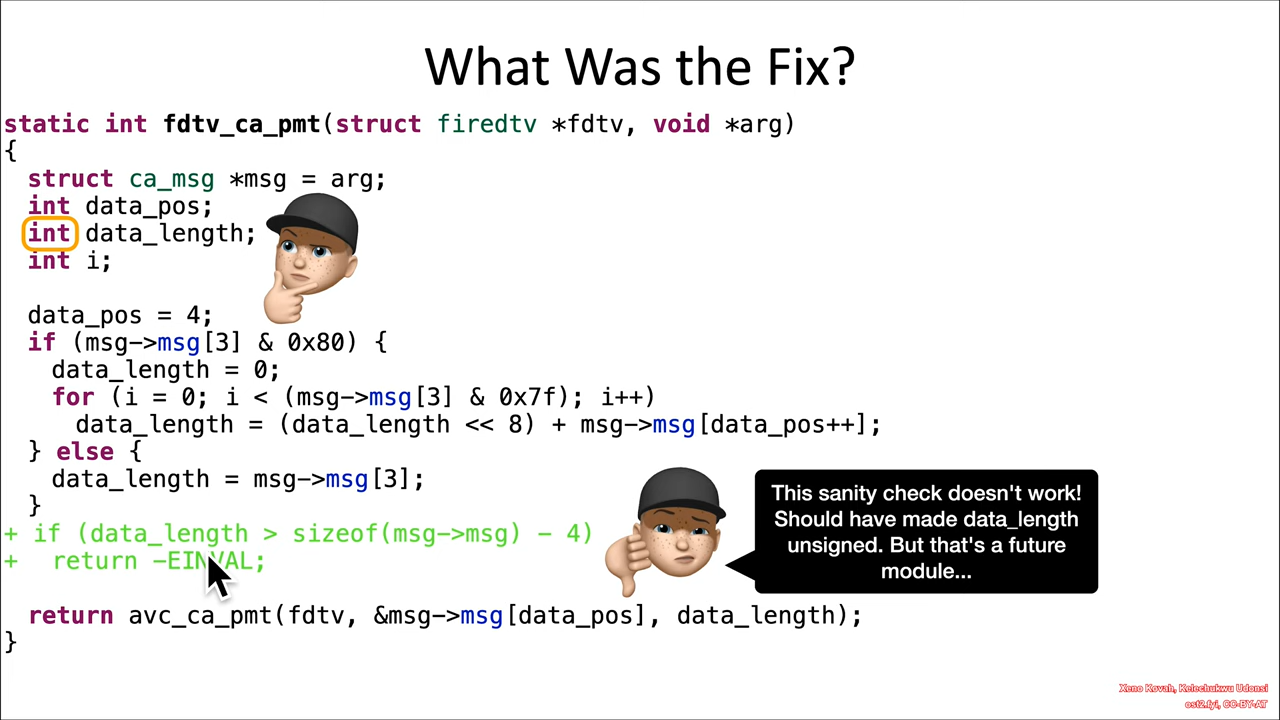 What Was the Fix?
static int fdtv_ca_pmt(struct firedtv *fdtv, void *arg)
{
struct ca_msg *msg = arg;
int data_pos;
int data_length;
int i;
data_pos = 4;
if (msg->msg[3] & 0x80) {
data_length = 0;
for (i = 0; i < (msg->msg[3] & 0x7f); i++)
data_length = (data_length << 8) + msg->msg[data_pos++];
} else {
data_length = msg->msg[3];
}
+ if (data_length > sizeof(msg->msg) - 4)
+ return -EINVAL;
This sanity check doesn't work!
Should have made data_length
unsigned. But that's a future
module...
return avc_ca_pmt(fdtv, &msg->msg[data_pos], data_length);
}
Xeno Kovah, Kelechukwu Udonsi
ost2.fyi, CC-BY-AT